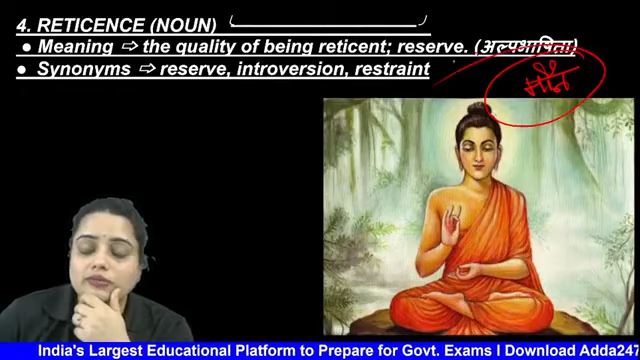 4. RETICENCE (NOUN)
● Meaning ⇨ the quality of being reticent; reserve. (अल्पभाषिता)
● Synonyms ⇨ reserve, introversion, restraint
मौन
India's Largest Educational Platform to Prepare for Govt. Exams I Download Adda247